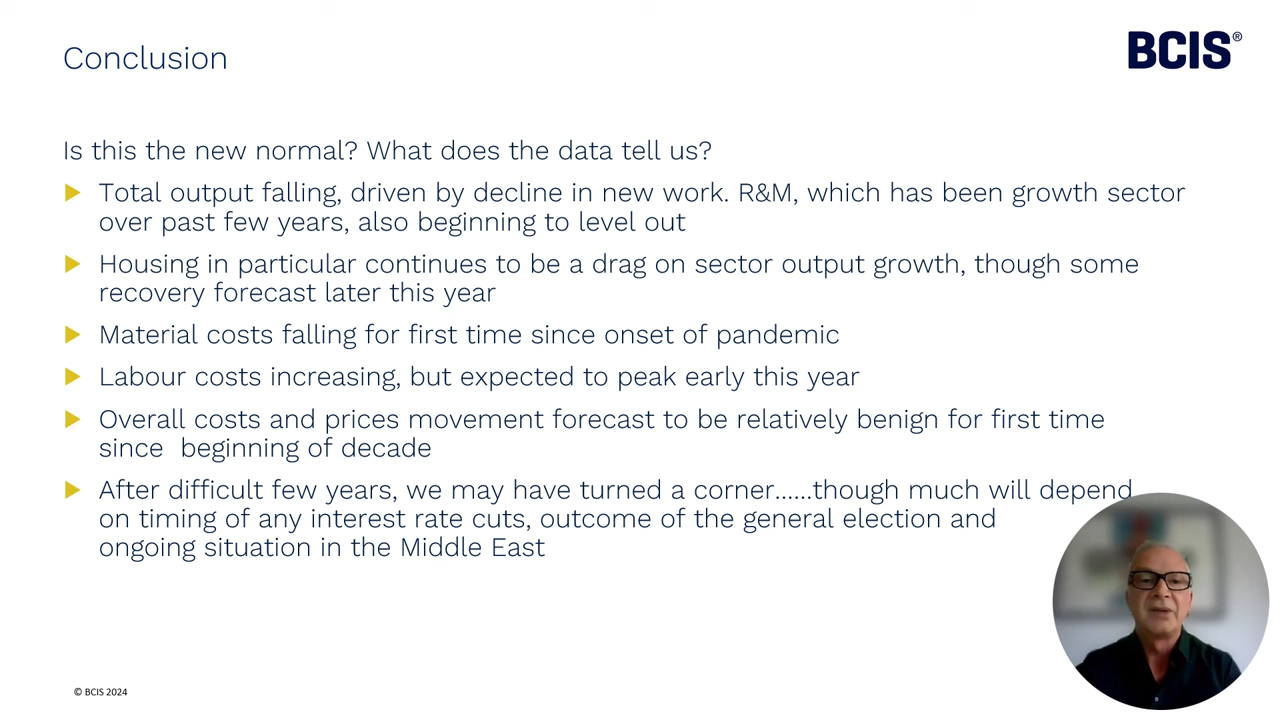 Conclusion
BCIS®
Is this the new normal? What does the data tell us?
Total output falling, driven by decline in new work. R&M, which has been growth sector
over past few years, also beginning to level out
Housing in particular continues to be a drag on sector output growth, though some
recovery forecast later this year
Material costs falling for first time since onset of pandemic
Labour costs increasing, but expected to peak early this year
Overall costs and prices movement forecast to be relatively benign for first time
since  beginning of decade
After difficult few years, we may have turned a corner......though much will depend
on timing of any interest rate cuts, outcome of the general election and
ongoing situation in the Middle East
© BCIS 2024